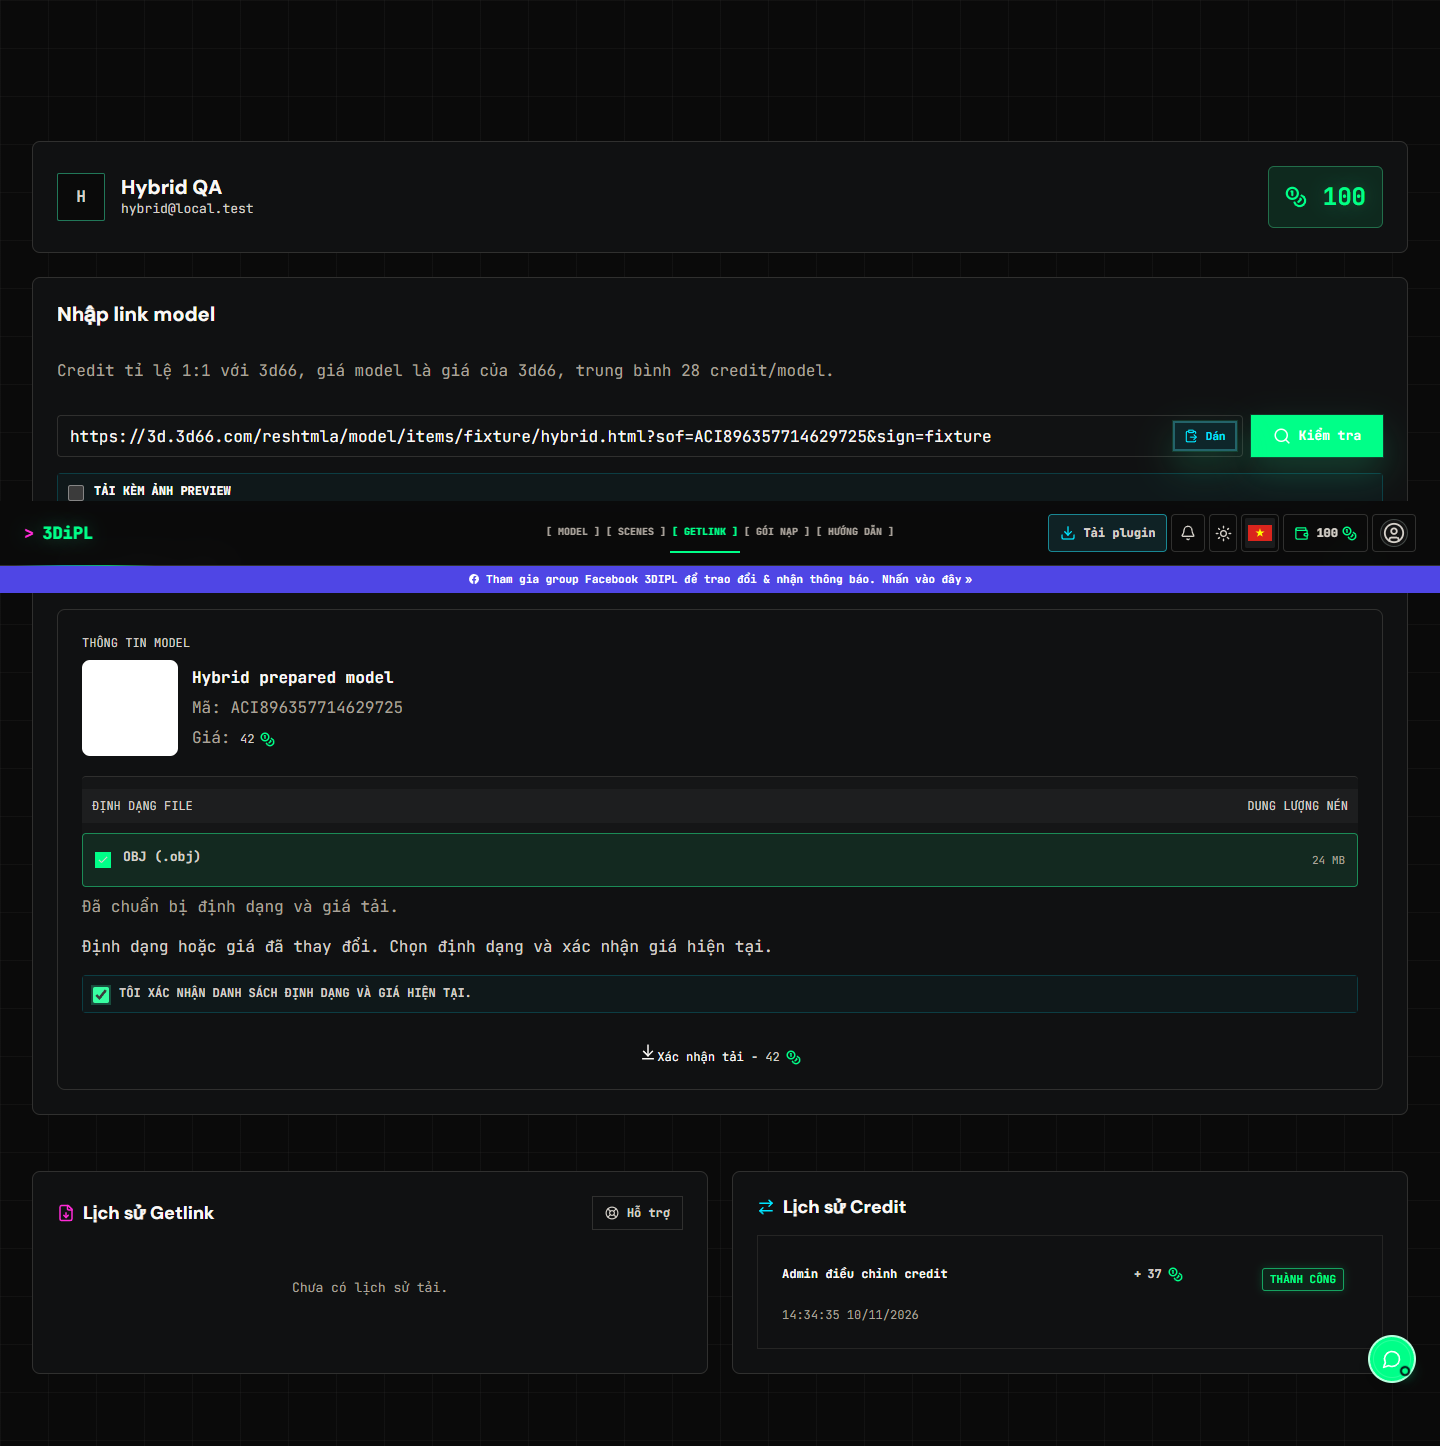 H
Hybrid QA
hybrid@local.test
100
Nhập link model
Credit tỉ lệ 1:1 với 3d66, giá model là giá của 3d66, trung bình 28 credit/model.
https://3d.3d66.com/reshtmla/model/items/fixture/hybrid.html?sof=ACI896357714629725&sign=fixture
Dán
Kiểm tra
TẢI KÈM ẢNH PREVIEW
> 3DiPL
[ MODEL ] [ SCENES ] [ GETLINK ] [ GÓI NẠP ] [ HƯỚNG DẪN ]
Tải plugin
100
Tham gia group Facebook 3DIPL để trao đổi & nhận thông báo. Nhấn vào đây »
THÔNG TIN MODEL
Hybrid prepared model
Mã: ACI896357714629725
Giá: 42
ĐỊNH DẠNG FILE
DUNG LƯỢNG NÉN
OBJ (.obj)
24 MB
Đã chuẩn bị định dạng và giá tải.
Định dạng hoặc giá đã thay đổi. Chọn định dạng và xác nhận giá hiện tại.
TÔI XÁC NHẬN DANH SÁCH ĐỊNH DẠNG VÀ GIÁ HIỆN TẠI.
Xác nhận tải - 42
Lịch sử Getlink
Hỗ trợ
Chưa có lịch sử tải.
Lịch sử Credit
Admin điều chỉnh credit
+ 37
THÀNH CÔNG
14:34:35 10/11/2026